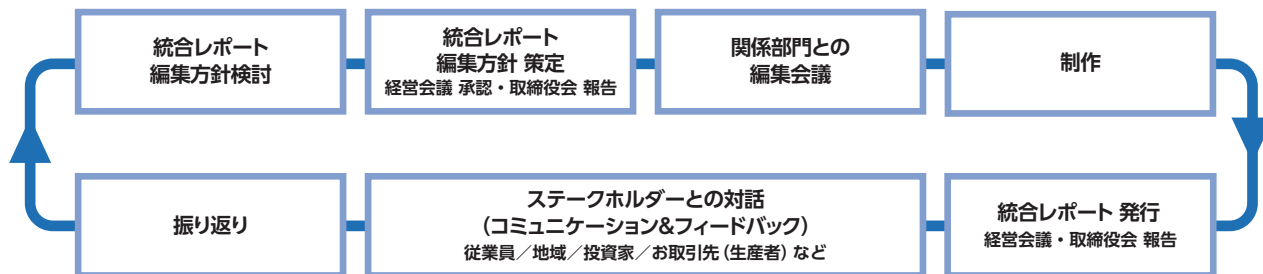 統合レポート
編集方針検討
統合レポート
編集方針 策定
経営会議 承認・取締役会 報告
関係部門との
編集会議
制作
統合レポート 発行
経営会議・取締役会 報告
ステークホルダーとの対話
(コミュニケーション&フィードバック)
従業員／地域／投資家／お取引先(生産者)など
振り返り